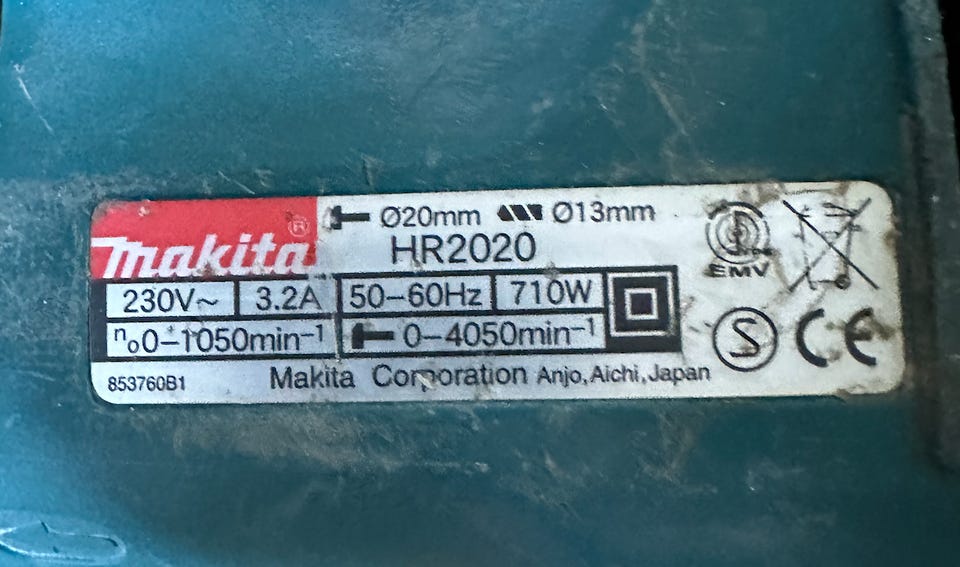 makita®
Ø20mm Ø13mm
HR2020
230V~ 3.2A 50-60Hz 710W
n₀ 0-1050min⁻¹ 0-4050min⁻¹
853760B1 Makita Corporation Anjo, Aichi, Japan
EMV
S
CE